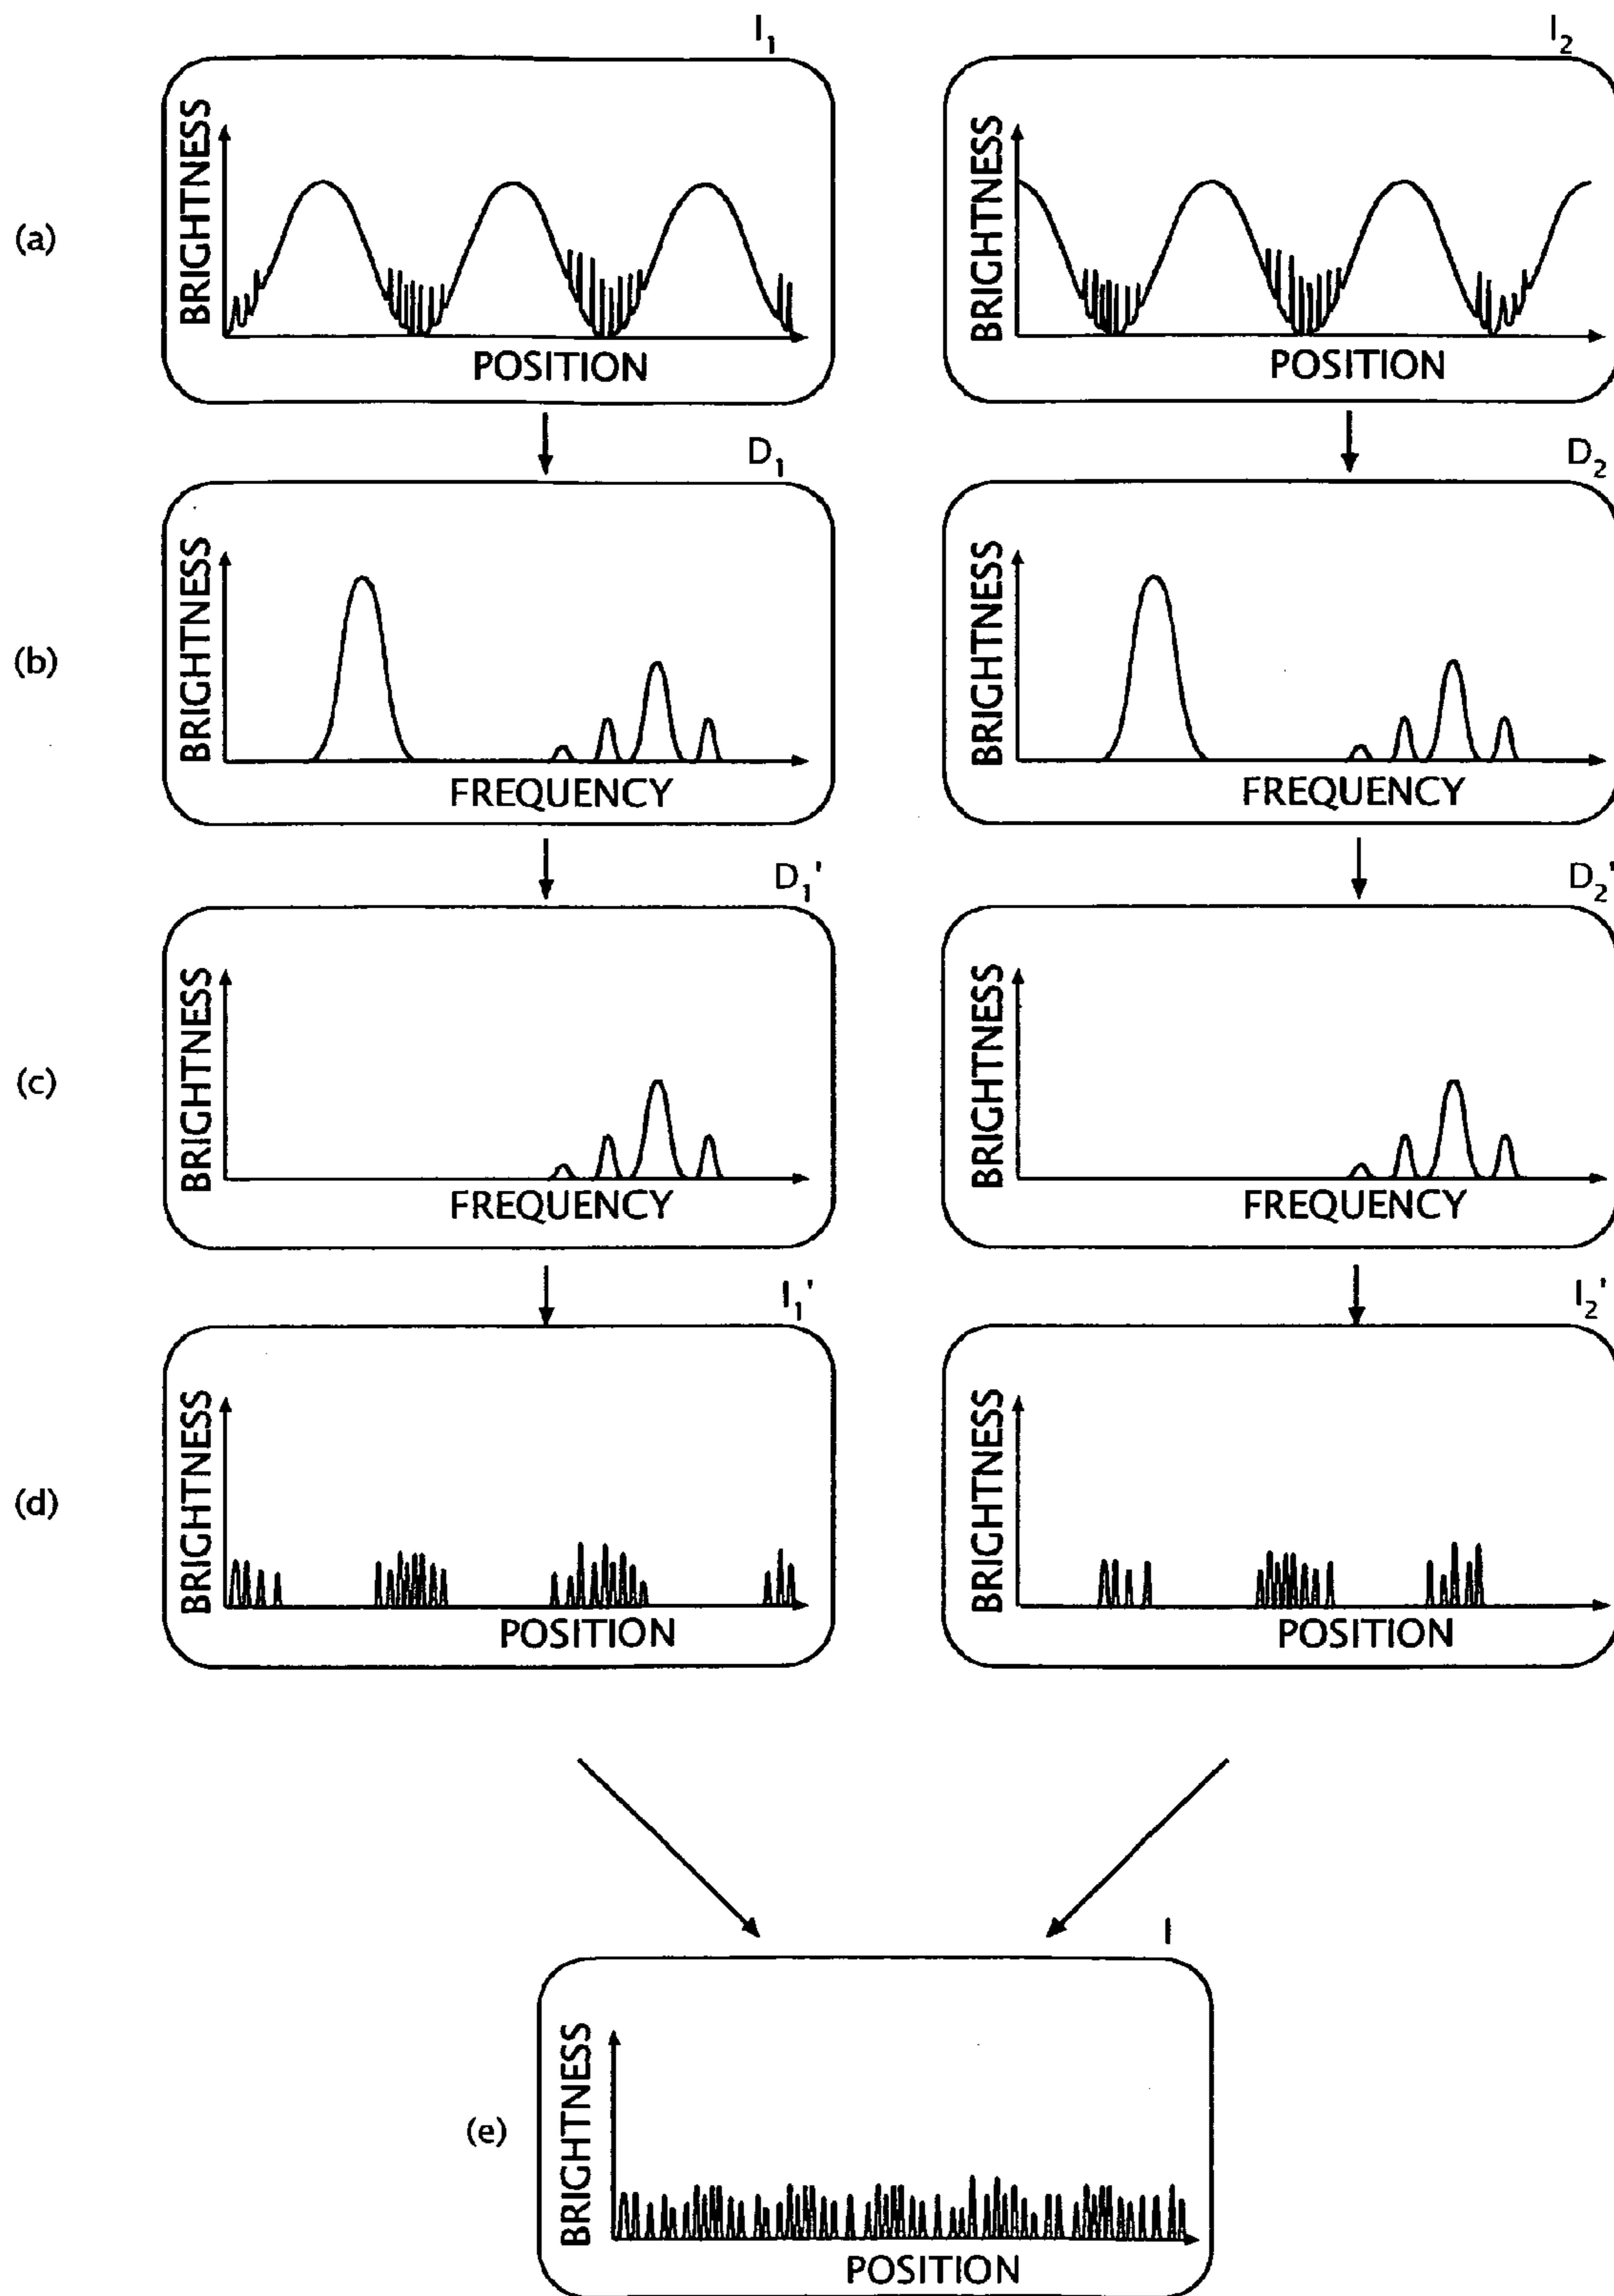 I1
I2
(a)
BRIGHTNESS
POSITION
BRIGHTNESS
POSITION
D1
D2
(b)
BRIGHTNESS
FREQUENCY
BRIGHTNESS
FREQUENCY
D1'
D2'
(c)
BRIGHTNESS
FREQUENCY
BRIGHTNESS
FREQUENCY
I1'
I2'
(d)
BRIGHTNESS
POSITION
BRIGHTNESS
POSITION
I
(e)
BRIGHTNESS
POSITION